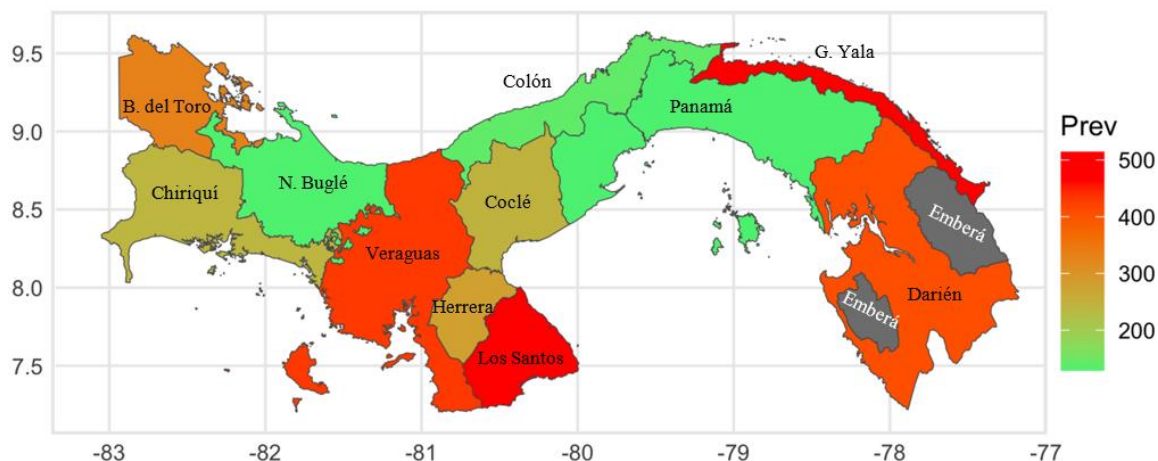 9.5
9.0
8.5
8.0
7.5
B. del Toro
Chiriquí
N. Buglé
Veraguas
Herrera
Los Santos
Coclé
Colón
Panamá
G. Yala
Emberá
Emberá
Darién
-83
-82
-81
-80
-79
-78
-77
Prev
500
400
300
200